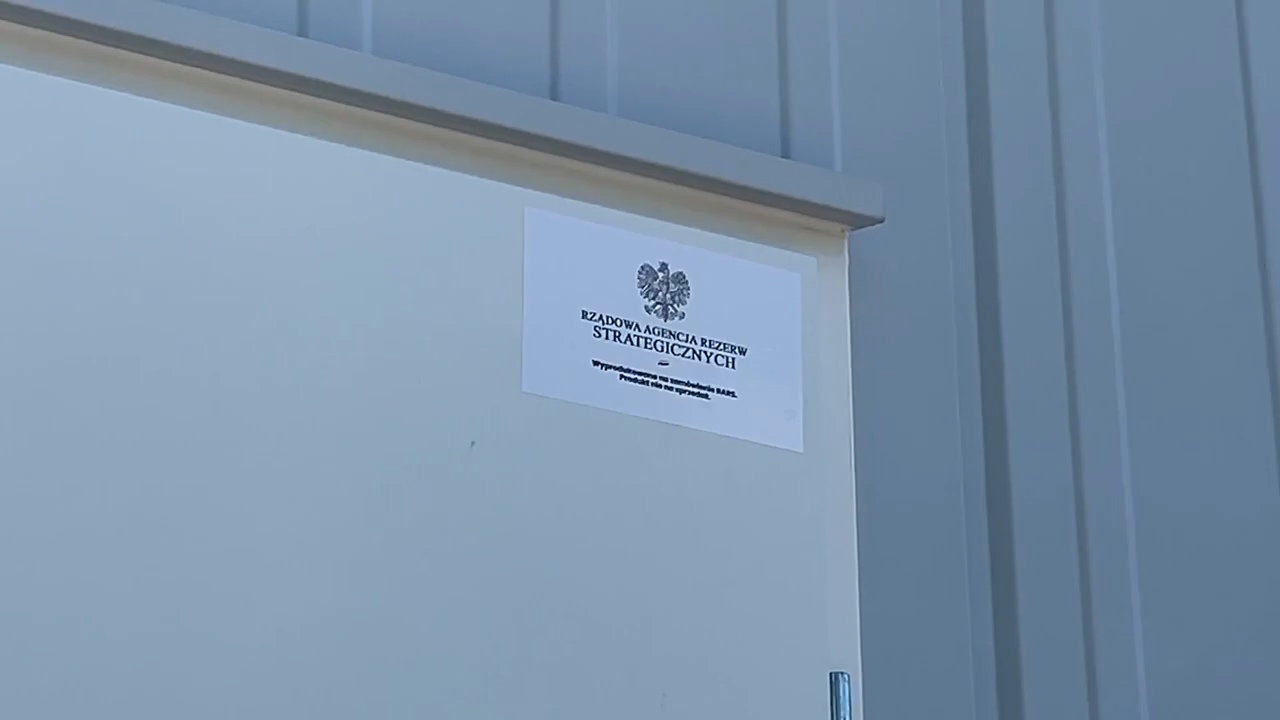 RZĄDOWA AGENCJA REZERW
STRATEGICZNYCH
Wyprodukowano na zamówienie RARS.
Produkt nie na sprzedaż.